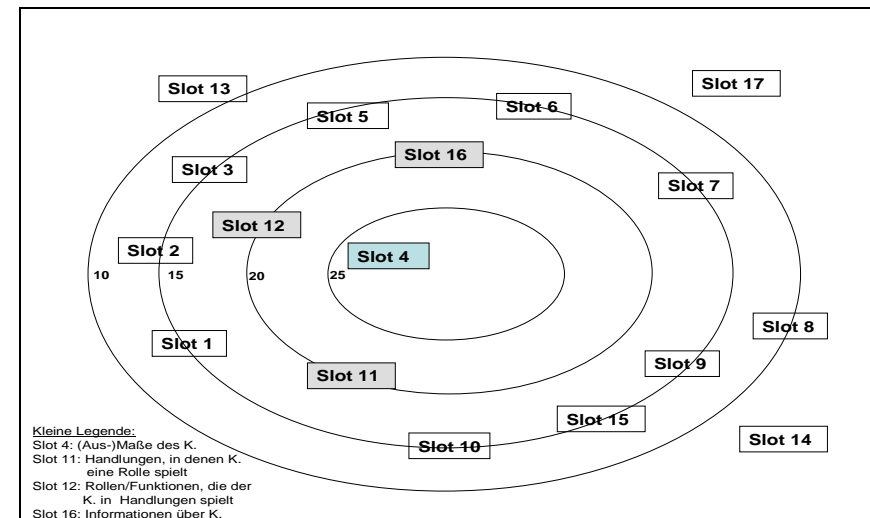 Slot 13
Slot 17
Slot 5
Slot 6
Slot 16
Slot 3
Slot 7
Slot 12
Slot 2
Slot 4
10
15
20
25
Slot 1
Slot 8
Slot 9
Slot 11
Slot 15
Slot 10
Slot 14
Kleine Legende:
Slot 4: (Aus-)Maße des K.
Slot 11: Handlungen, in denen K.
eine Rolle spielt
Slot 12: Rollen/Funktionen, die der
K. in Handlungen spielt
Slot 16: Informationen über K.